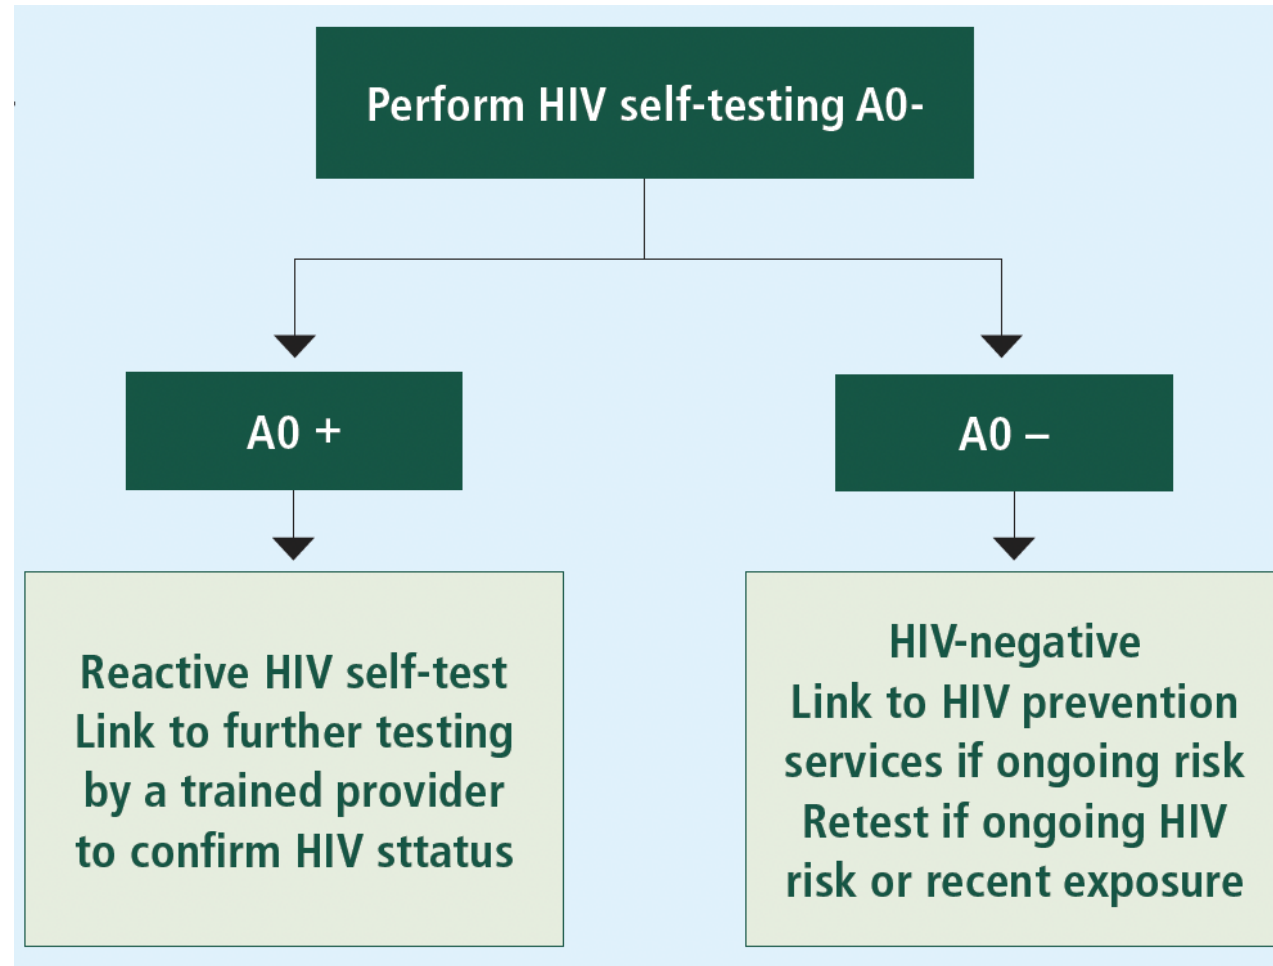 Perform HIV self-testing A0-
A0 +
A0 –
Reactive HIV self-test
Link to further testing
by a trained provider
to confirm HIV sttatus
HIV-negative
Link to HIV prevention
services if ongoing risk
Retest if ongoing HIV
risk or recent exposure